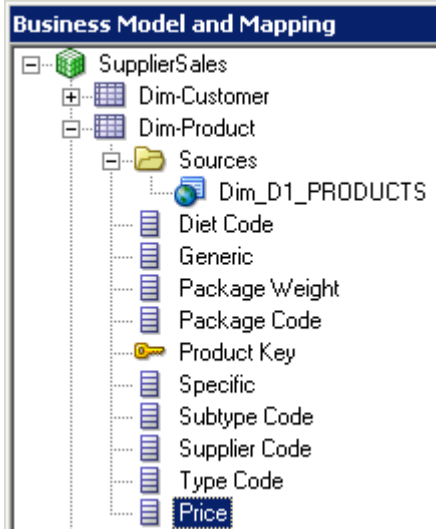 Business Model and Mapping
SupplierSales
Dim-Customer
Dim-Product
Sources
Dim_D1_PRODUCTS
Diet Code
Generic
Package Weight
Package Code
Product Key
Specific
Subtype Code
Supplier Code
Type Code
Price